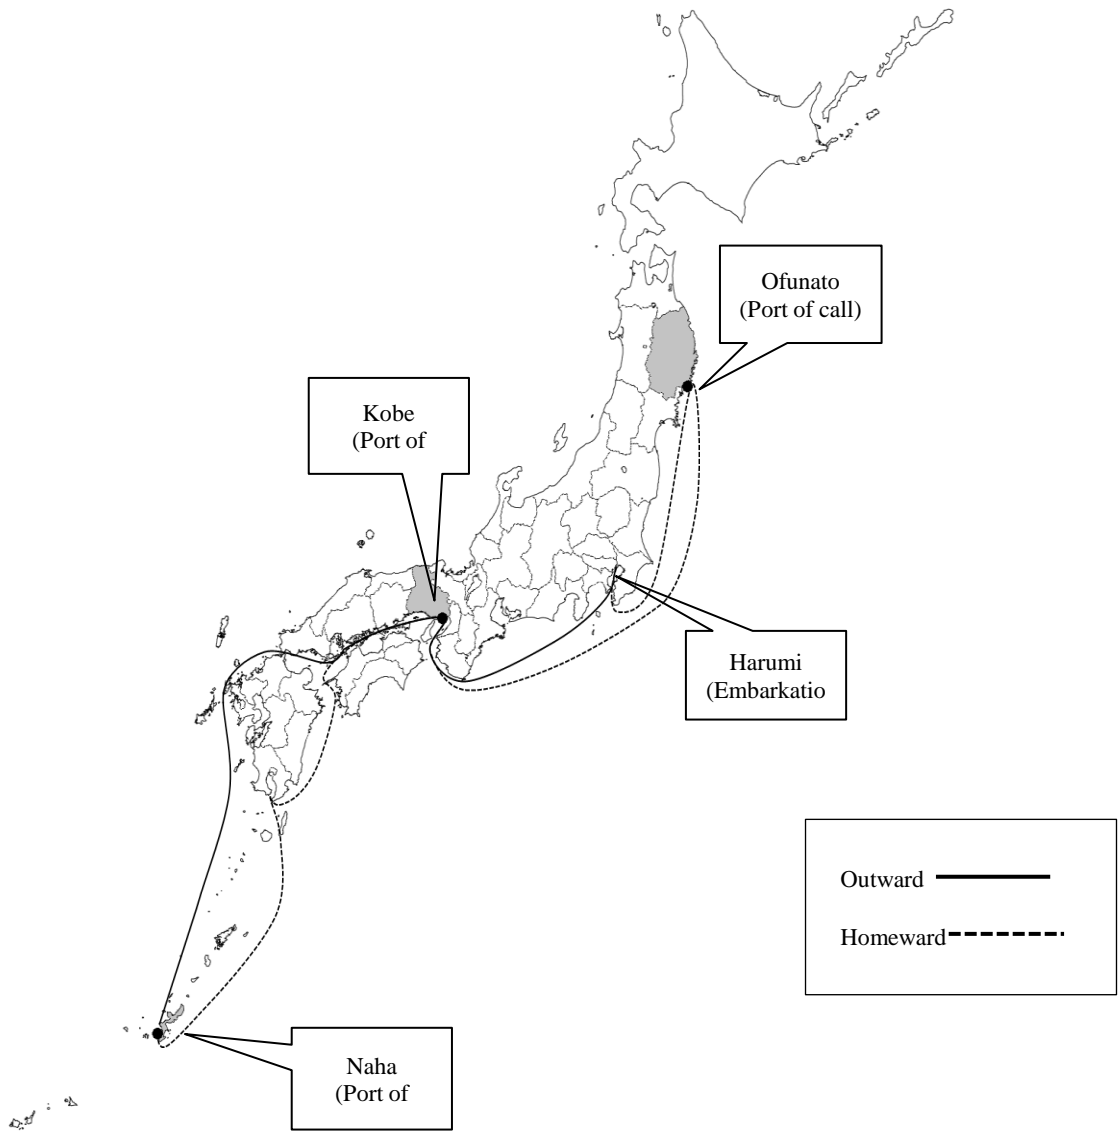 Ofunato
(Port of call)
Kobe
(Port of
Harumi
(Embarkatio
Outward
Homeward
Naha
(Port of